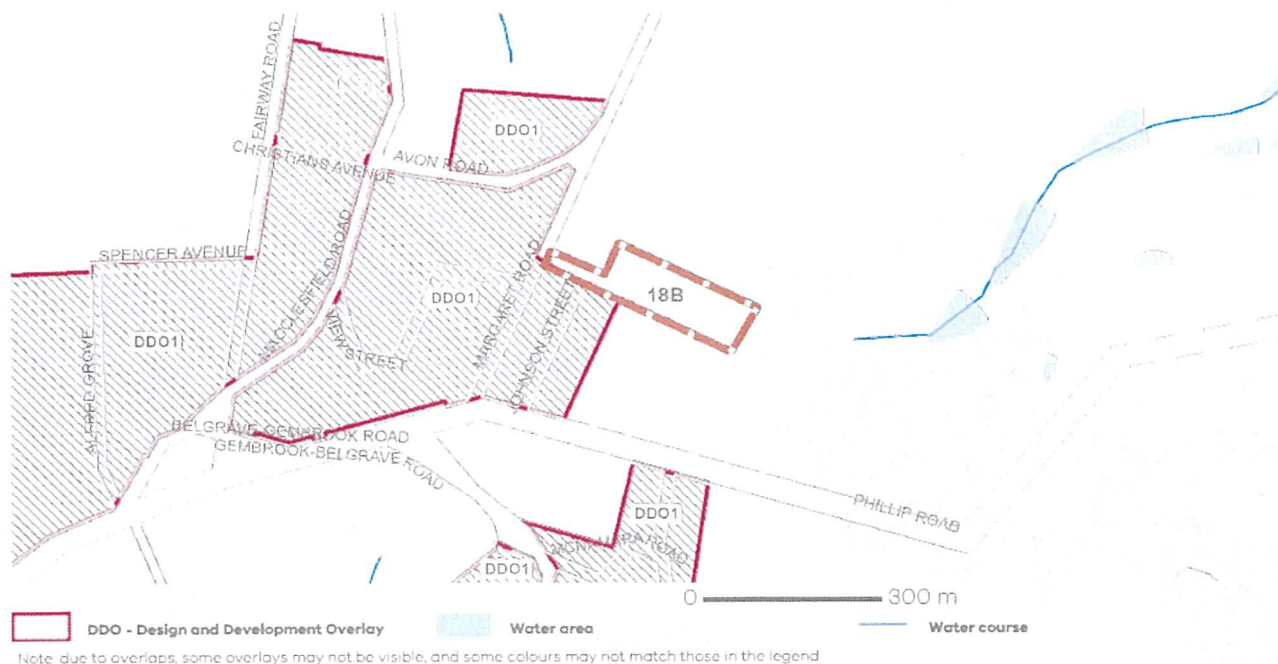 FAIRWAY ROAD
DDO1
CHRISTIANS AVENUE
AVON ROAD
SPENCER AVENUE
MACCLESFIELD ROAD
DDO1
MARGARET ROAD
18B
JOHNSON STREET
DDO1
ALFRED GROVE
STREET
BELGRAVE-GEMBROOK ROAD
GEMBROOK-BELGRAVE ROAD
PHILLIP ROAD
DDO1
DDO1
0 300 m
DDO - Design and Development Overlay Water area Water course
Note: due to overlaps, some overlays may not be visible, and some colours may not match those in the legend